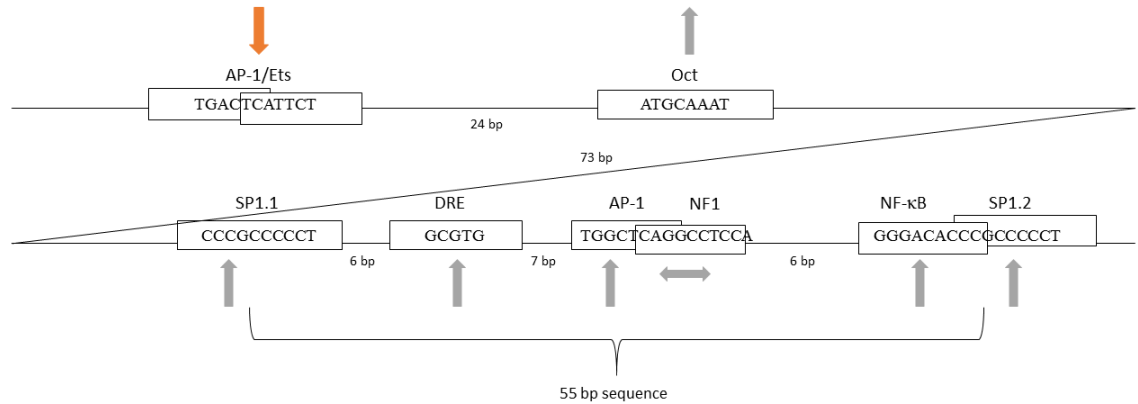 AP-1/Ets Oct
TGACTCATTCT ATGCAAAT
24 bp
73 bp
SP1.1 DRE AP-1 NF1 NF-κB SP1.2
CCCGCCCCCT GCGTG TGGCTCAGGCCTCCA GGGACACCCGCCCCCT
6 bp 7 bp 6 bp
55 bp sequence